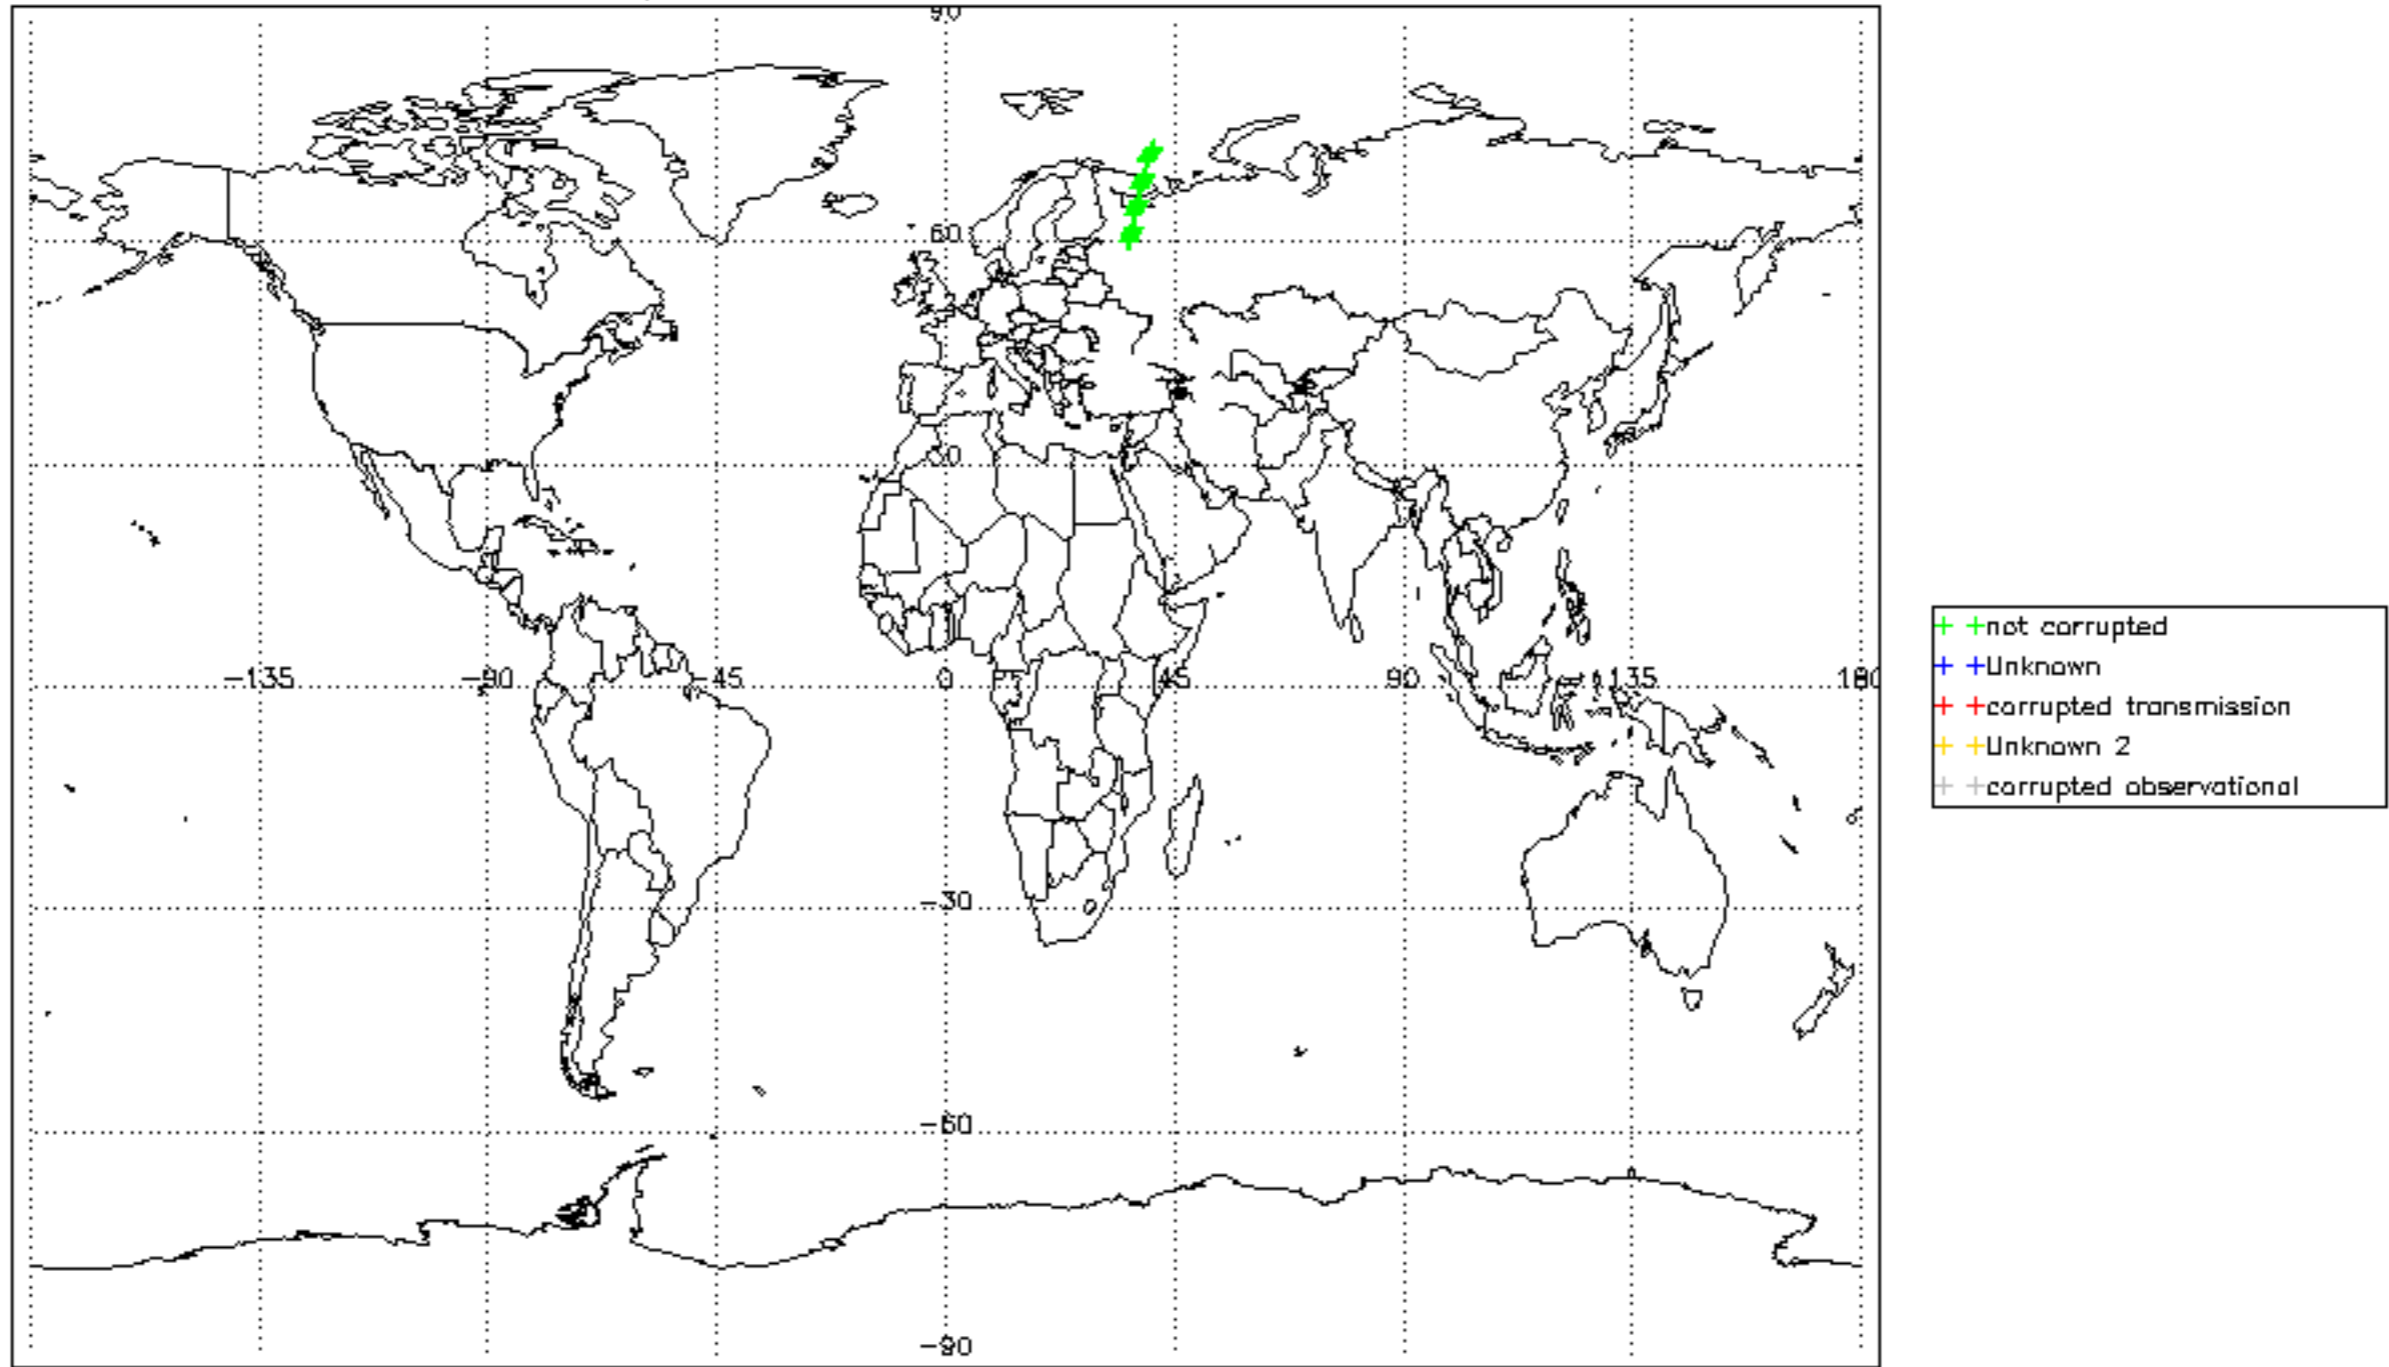 90
60
30
−135 −90 −45 0 45 90 135 180
−30
−60
−90
not corrupted
Unknown
corrupted transmission
Unknown 2
corrupted observational